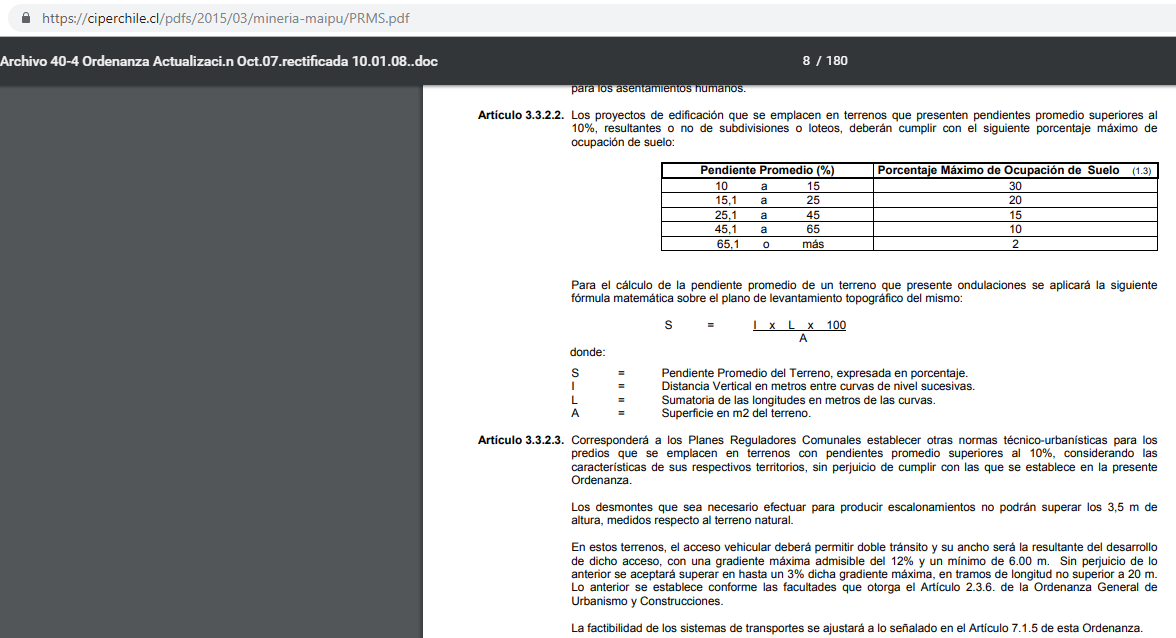 https://ciperchile.cl/pdfs/2015/03/mineria-maipu/PRMS.pdf
Archivo 40-4 Ordenanza Actualizaci.n Oct.07.rectificada 10.01.08..doc
8 / 180
para los asentamientos humanos.
Artículo 3.3.2.2. Los proyectos de edificación que se emplacen en terrenos que presenten pendientes promedio superiores al
10%, resultantes o no de subdivisiones o loteos, deberán cumplir con el siguiente porcentaje máximo de
ocupación de suelo:
Pendiente Promedio (%) Porcentaje Máximo de Ocupación de Suelo (1.3)
10 a 15 30
15,1 a 25 20
25,1 a 45 15
45,1 a 65 10
65,1 o más 2
Para el cálculo de la pendiente promedio de un terreno que presente ondulaciones se aplicará la siguiente
fórmula matemática sobre el plano de levantamiento topográfico del mismo:
S = I x L x 100
A
donde:
S = Pendiente Promedio del Terreno, expresada en porcentaje.
I = Distancia Vertical en metros entre curvas de nivel sucesivas.
L = Sumatoria de las longitudes en metros de las curvas.
A = Superficie en m2 del terreno.
Artículo 3.3.2.3. Corresponderá a los Planes Reguladores Comunales establecer otras normas técnico-urbanísticas para los
predios que se emplacen en terrenos con pendientes promedio superiores al 10%, considerando las
características de sus respectivos territorios, sin perjuicio de cumplir con las que se establece en la presente
Ordenanza.
Los desmontes que sea necesario efectuar para producir escalonamientos no podrán superar los 3,5 m de
altura, medidos respecto al terreno natural.
En estos terrenos, el acceso vehicular deberá permitir doble tránsito y su ancho será la resultante del desarrollo
de dicho acceso, con una gradiente máxima admisible del 12% y un mínimo de 6.00 m. Sin perjuicio de lo
anterior se aceptará superar en hasta un 3% dicha gradiente máxima, en tramos de longitud no superior a 20 m.
Lo anterior se establece conforme las facultades que otorga el Artículo 2.3.6. de la Ordenanza General de
Urbanismo y Construcciones.
La factibilidad de los sistemas de transportes se ajustará a lo señalado en el Artículo 7.1.5 de esta Ordenanza.